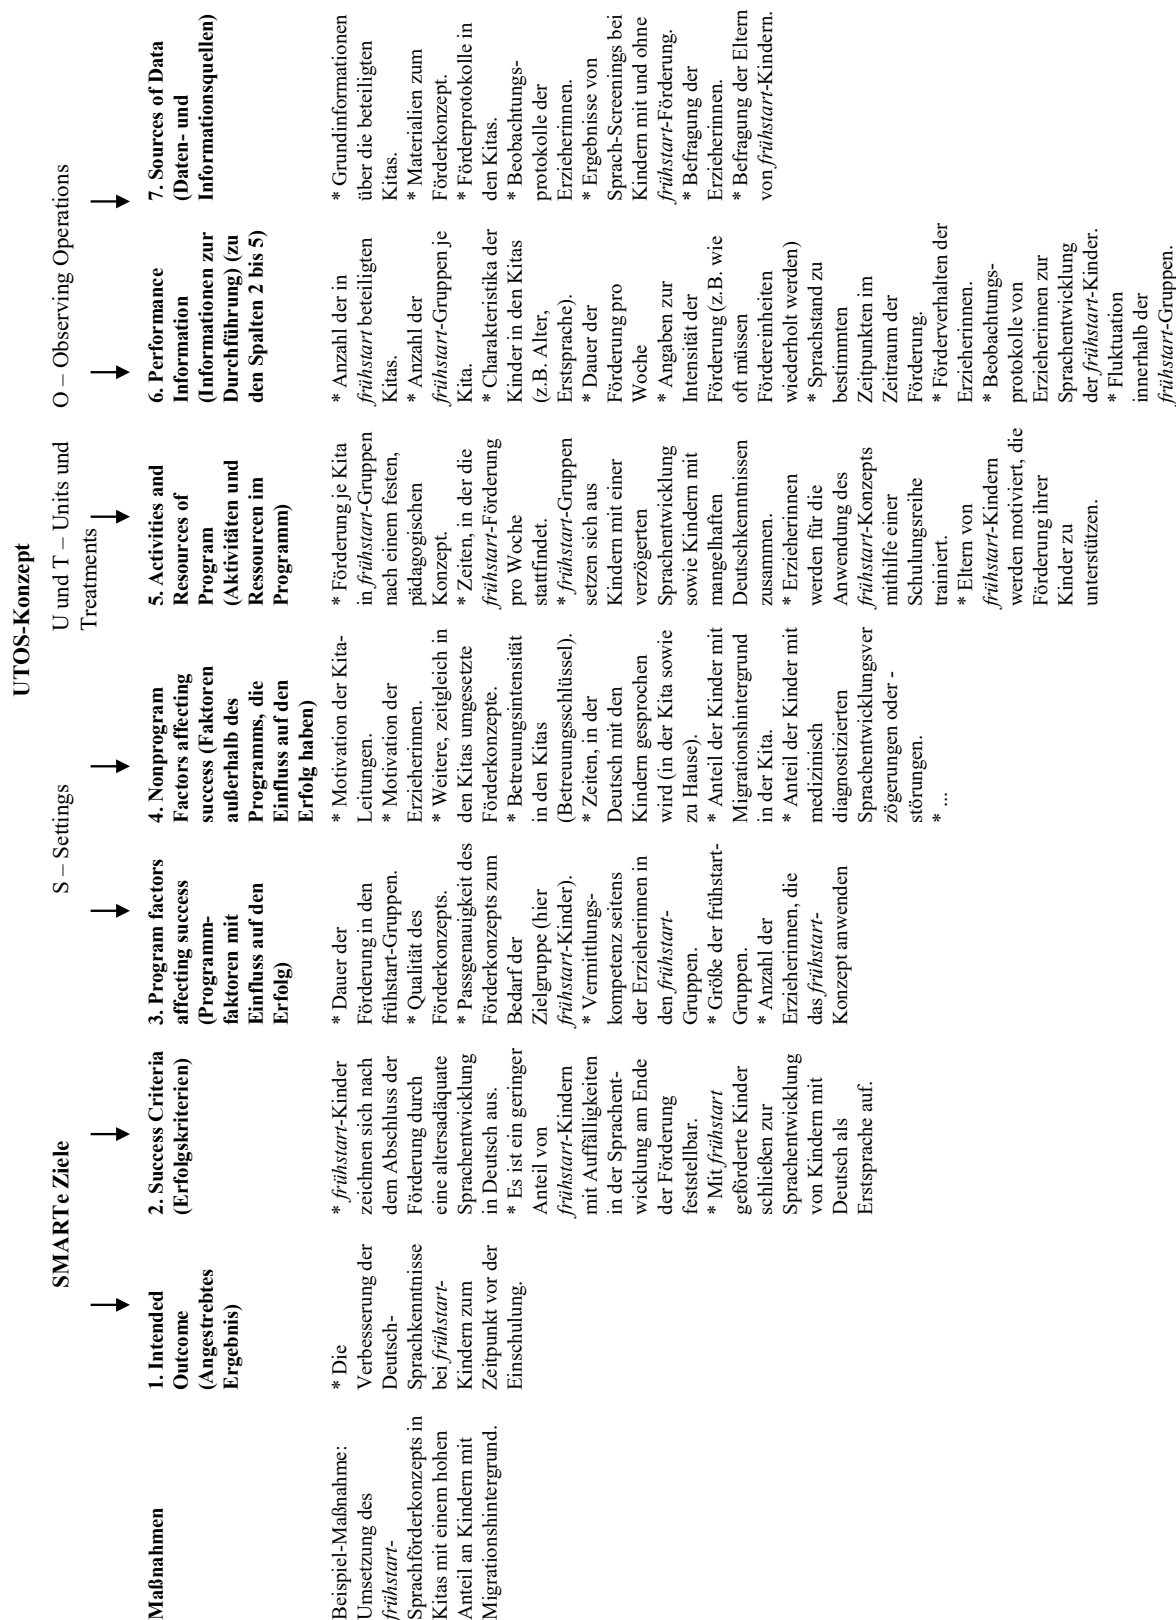 UTOS-Konzept
SMARTe Ziele
S – Settings
U und T – Units und
Treatments
O – Observing Operations
Maßnahmen
1. Intended
Outcome
(Angestrebtes
Ergebnis)
2. Success Criteria
(Erfolgskriterien)
3. Program factors
affecting success
(Programm-
faktoren mit
Einfluss auf den
Erfolg)
4. Nonprogram
Factors affecting
success (Faktoren
außerhalb des
Programms, die
Einfluss auf den
Erfolg haben)
5. Activities and
Resources of
Program
(Aktivitäten und
Ressourcen im
Programm)
6. Performance
Information
(Informationen zur
Durchführung) (zu
den Spalten 2 bis 5)
7. Sources of Data
(Daten- und
Informationsquellen)
Beispiel-Maßnahme:
Umsetzung des
frühstart-
Sprachförderkonzepts in
Kitas mit einem hohen
Anteil an Kindern mit
Migrationshintergrund.
* Die
Verbesserung der
Deutsch-
Sprachkenntnisse
bei frühstart-
Kindern zum
Zeitpunkt vor der
Einschulung.
* frühstart-Kinder
zeichnen sich nach
dem Abschluss der
Förderung durch
eine altersadäquate
Sprachentwicklung
in Deutsch aus.
* Es ist ein geringer
Anteil von
frühstart-Kindern
mit Auffälligkeiten
in der Sprachent-
wicklung am Ende
der Förderung
feststellbar.
* Mit frühstart
geförderte Kinder
schließen zur
Sprachentwicklung
von Kindern mit
Deutsch als
Erstsprache auf.
* Dauer der
Förderung in den
frühstart-Gruppen.
* Qualität des
Förderkonzepts.
* Passgenauigkeit des
Förderkonzepts zum
Bedarf der
Zielgruppe (hier
frühstart-Kinder).
* Vermittlungs-
kompetenz seitens
der Erzieherinnen in
den frühstart-
Gruppen.
* Größe der frühstart-
Gruppen.
* Anzahl der
Erzieherinnen, die
das frühstart-
Konzept anwenden
* Motivation der Kita-
Leitungen.
* Motivation der
Erzieherinnen.
* Weitere, zeitgleich in
den Kitas umgesetzte
Förderkonzepte.
* Betreuungsintensität
in den Kitas
(Betreuungsschlüssel).
* Zeiten, in der
Deutsch mit den
Kindern gesprochen
wird (in der Kita sowie
zu Hause).
* Anteil der Kinder mit
Migrationshintergrund
in der Kita.
* Anteil der Kinder mit
medizinisch
diagnostizierten
Sprachentwicklungsver
zögerungen oder -
störungen.
* ...
* Förderung je Kita
in frühstart-Gruppen
nach einem festen,
pädagogischen
Konzept.
* Zeiten, in der die
frühstart-Förderung
pro Woche
stattfindet.
* frühstart-Gruppen
setzen sich aus
Kindern mit einer
verzögerten
Sprachentwicklung
sowie Kindern mit
mangelhaften
Deutschkenntnissen
zusammen.
* Erzieherinnen
werden für die
Anwendung des
frühstart-Konzepts
mithilfe einer
Schulungsreihe
trainiert.
* Eltern von
frühstart-Kindern
werden motiviert, die
Förderung ihrer
Kinder zu
unterstützen.
* Anzahl der in
frühstart beteiligten
Kitas.
* Anzahl der
frühstart-Gruppen je
Kita.
* Charakteristika der
Kinder in den Kitas
(z.B. Alter,
Erstsprache).
* Dauer der
Förderung pro
Woche
* Angaben zur
Intensität der
Förderung (z.B. wie
oft müssen
Fördereinheiten
wiederholt werden)
* Sprachstand zu
bestimmten
Zeitpunkten im
Zeitraum der
Förderung.
* Förderverhalten der
Erzieherinnen.
* Beobachtungs-
protokolle von
Erzieherinnen zur
Sprachentwicklung
der frühstart-Kinder.
* Fluktuation
innerhalb der
frühstart-Gruppen.
* Grundinformationen
über die beteiligten
Kitas.
* Materialien zum
Förderkonzept.
* Förderprotokolle in
den Kitas.
* Beobachtungs-
protokolle der
Erzieherinnen.
* Ergebnisse von
Sprach-Screenings bei
Kindern mit und ohne
frühstart-Förderung.
* Befragung der
Erzieherinnen.
* Befragung der Eltern
von frühstart-Kindern.